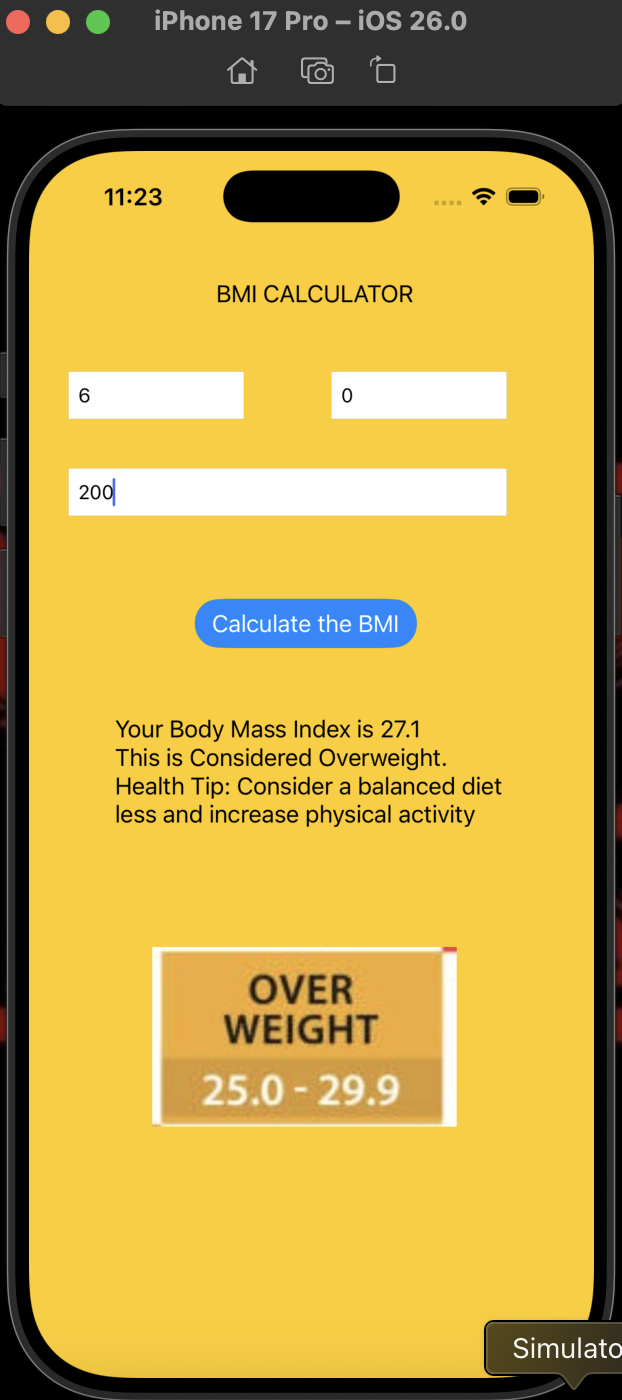 iPhone 17 Pro – iOS 26.0
11:23
BMI CALCULATOR
6 0
200
Calculate the BMI
Your Body Mass Index is 27.1
This is Considered Overweight.
Health Tip: Consider a balanced diet
less and increase physical activity
OVER
WEIGHT
25.0 - 29.9
Simulato